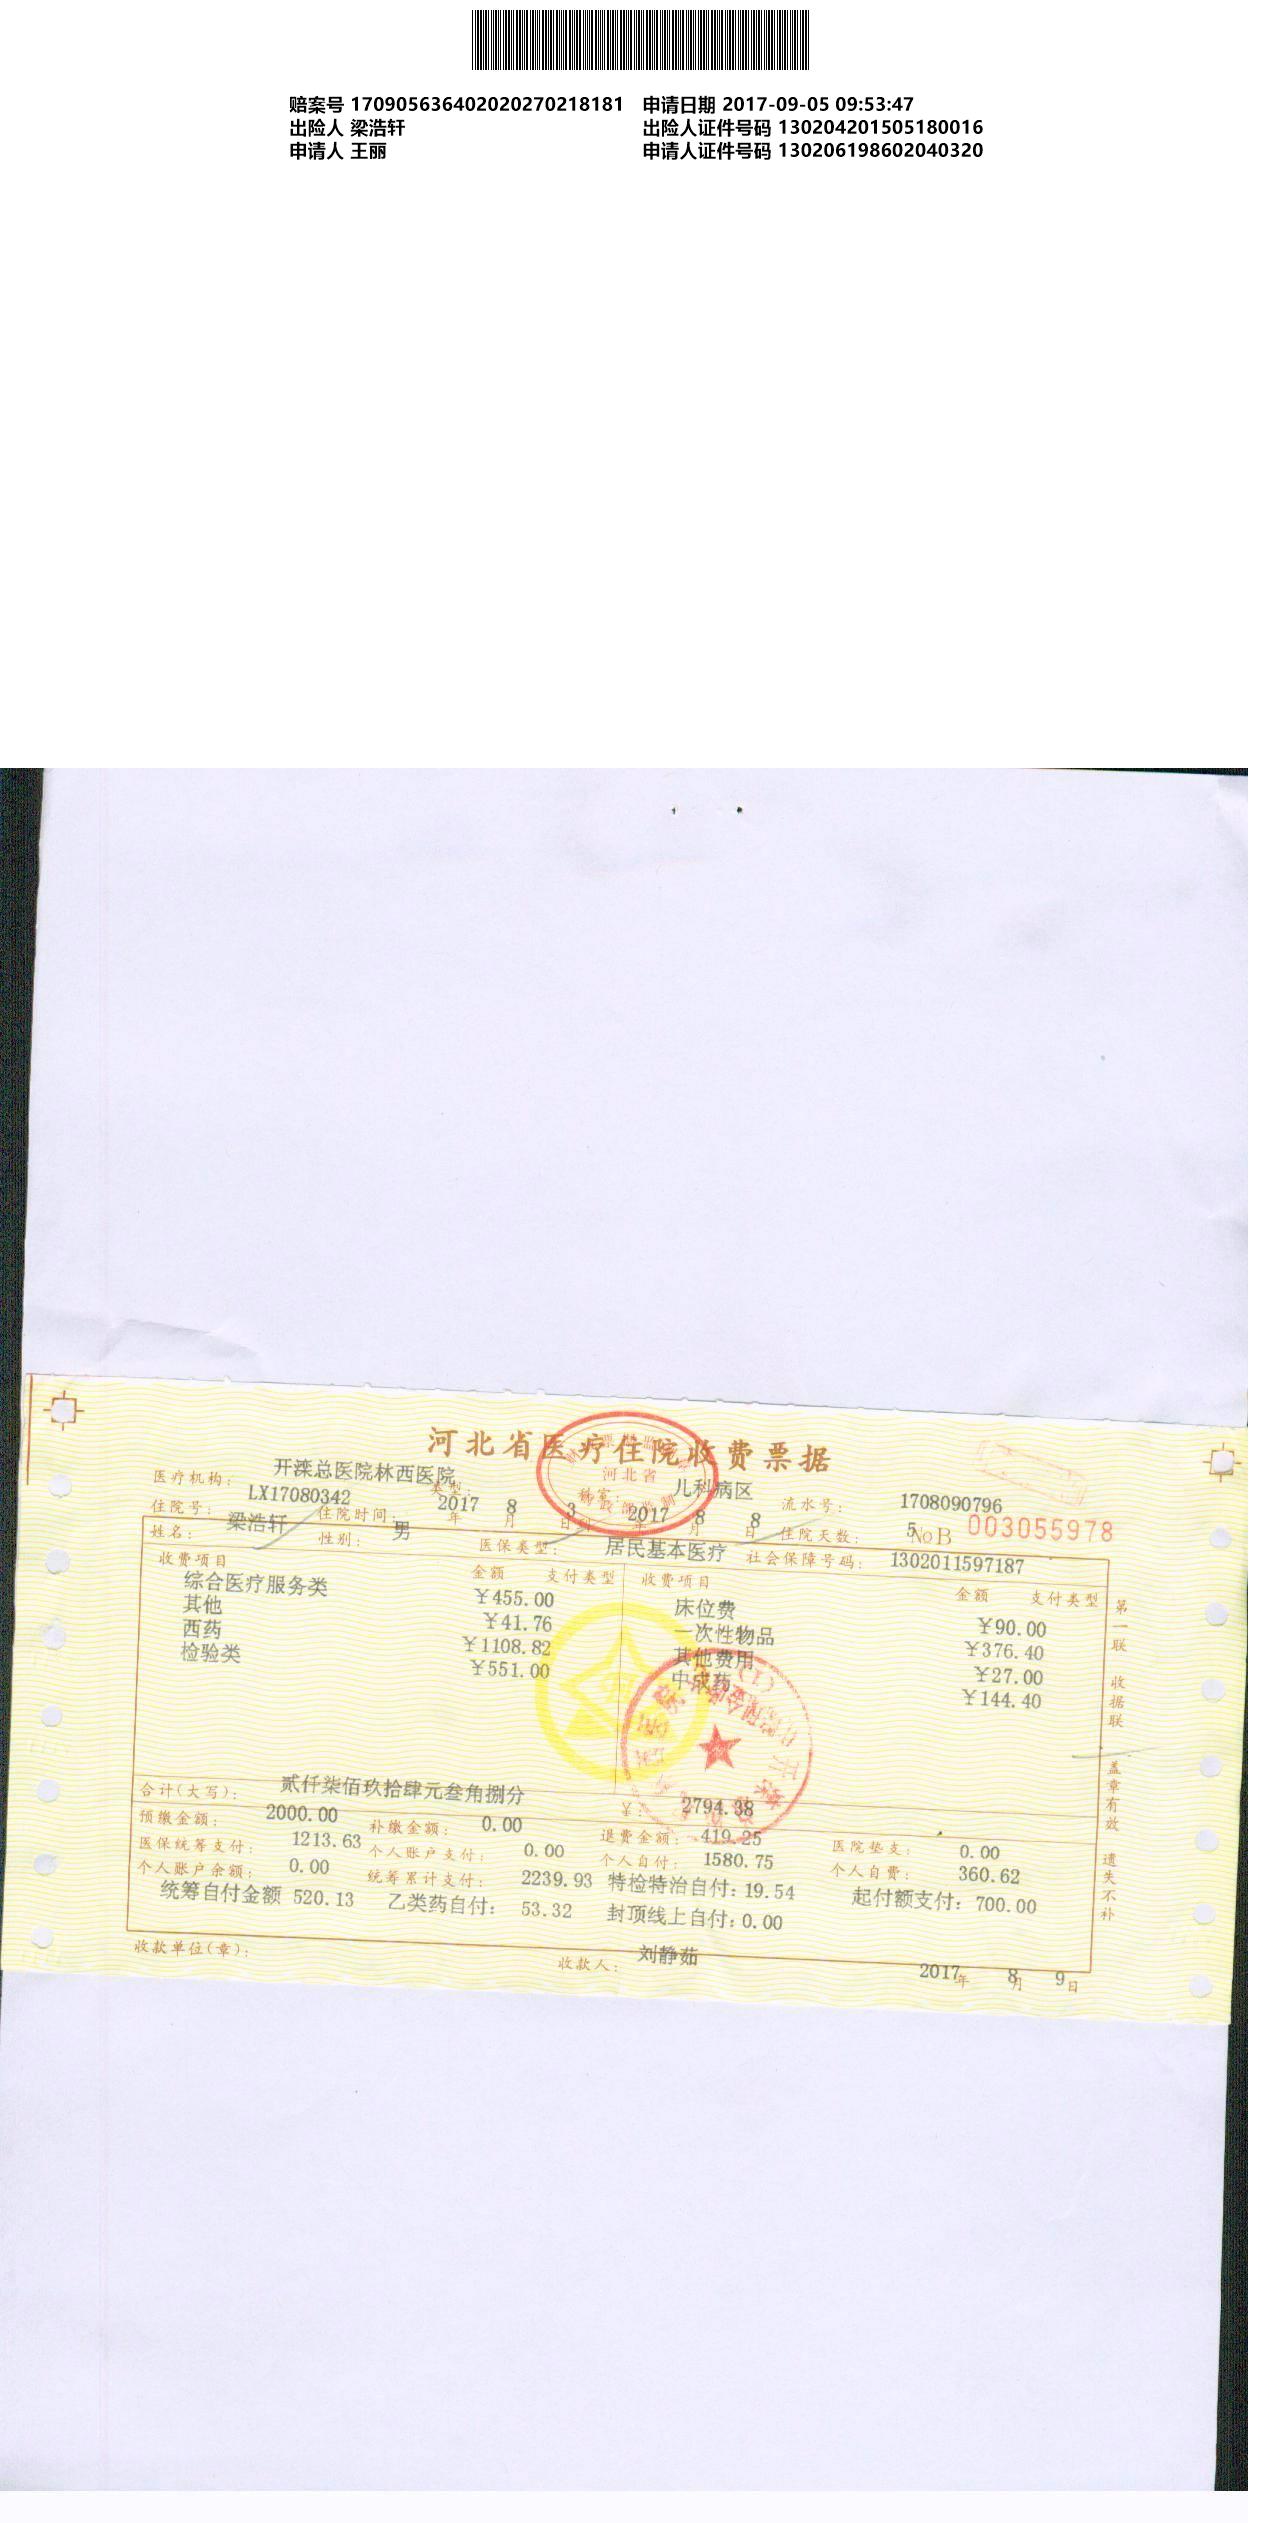 赔案号 170905636402020270218181 申请日期 2017-09-05 09:53:47
出险人 梁浩轩 出险人证件号码 130204201505180016
申请人 王丽 申请人证件号码 130206198602040320
河北省医疗住院收费票据
医疗机构： 开滦总医院林西医院 类型： 科室： 儿科病区 流水号： 1708090796
住院号： LX17080342 住院时间： 2017 年 8 月 3 日到 2017 年 8 月 8 日 住院天数： 5 NoB 003055978
姓名： 梁浩轩 性别： 男 医保类型： 居民基本医疗 社会保障号码： 1302011597187
收费项目 金额 支付类型 收费项目 金额 支付类型
综合医疗服务类 ￥455.00 床位费 ￥90.00
其他 ￥41.76 一次性物品 ￥376.40
西药 ￥1108.82 其他费用 ￥27.00
检验类 ￥551.00 中成药 ￥144.40
合计(大写)： 贰仟柒佰玖拾肆元叁角捌分 ￥： 2794.38
预缴金额： 2000.00 补缴金额： 0.00 退费金额： 419.25 医院垫支： 0.00
医保统筹支付： 1213.63 个人账户支付： 0.00 个人自付： 1580.75 个人自费： 360.62
个人账户余额： 0.00 统筹累计支付： 2239.93 特检特治自付：19.54 起付额支付：700.00
统筹自付金额 520.13 乙类药自付： 53.32 封顶线上自付：0.00
收款单位(章)： 收款人： 刘静茹 2017年 8月 9日
第一联 收据联 盖章有效 遗失不补
河北省